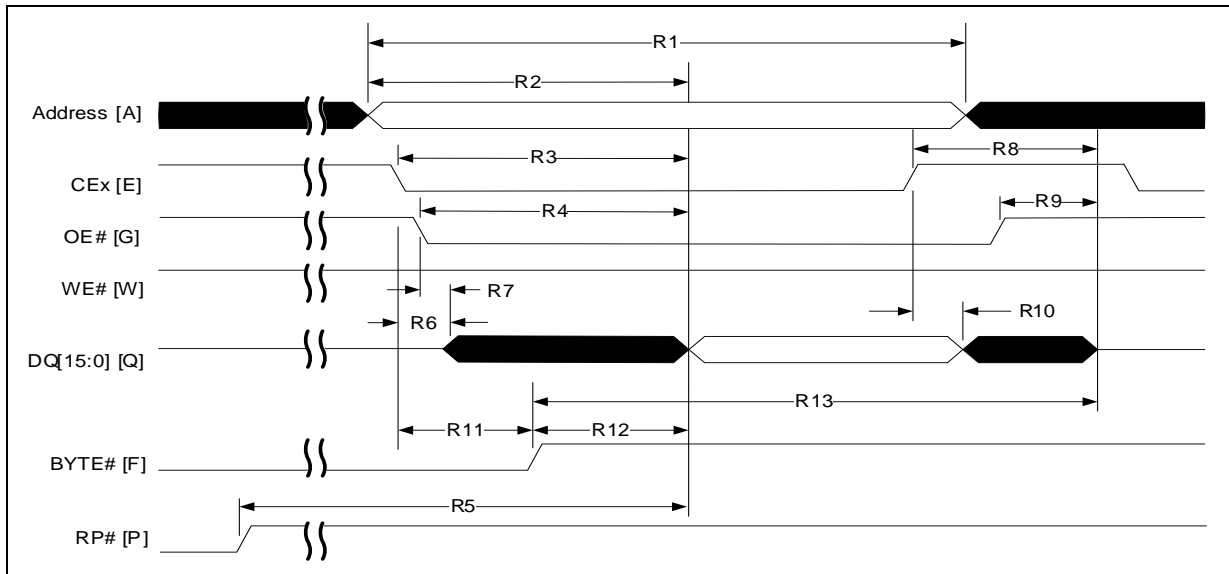 R1
R2
Address [A]
R3
R8
CEx [E]
R4
R9
OE# [G]
WE# [W]
R7
R6
R10
DQ[15:0] [Q]
R13
R11
R12
BYTE# [F]
R5
RP# [P]